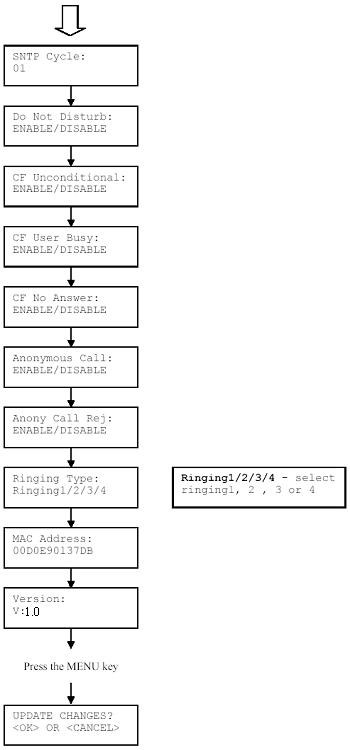 SNTP Cycle:
01
Do Not Disturb:
ENABLE/DISABLE
CF Unconditional:
ENABLE/DISABLE
CF User Busy:
ENABLE/DISABLE
CF No Answer:
ENABLE/DISABLE
Anonymous Call:
ENABLE/DISABLE
Anony Call Rej:
ENABLE/DISABLE
Ringing Type:
Ringing1/2/3/4
Ringing1/2/3/4 - select
ringing1, 2 , 3 or 4
MAC Address:
00D0E90137DB
Version:
V:1.0
Press the MENU key
UPDATE CHANGES?
<OK> OR <CANCEL>